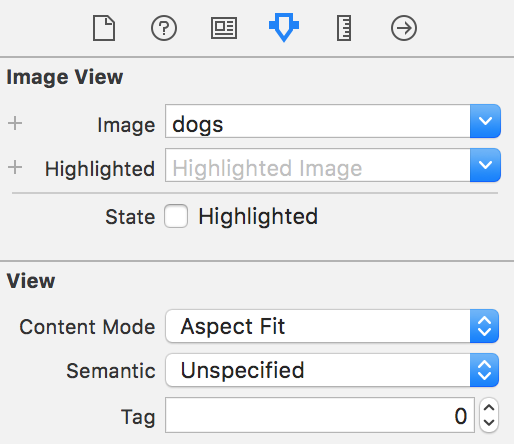 Image View
Image dogs
Highlighted Highlighted Image
State Highlighted
View
Content Mode Aspect Fit
Semantic Unspecified
Tag 0